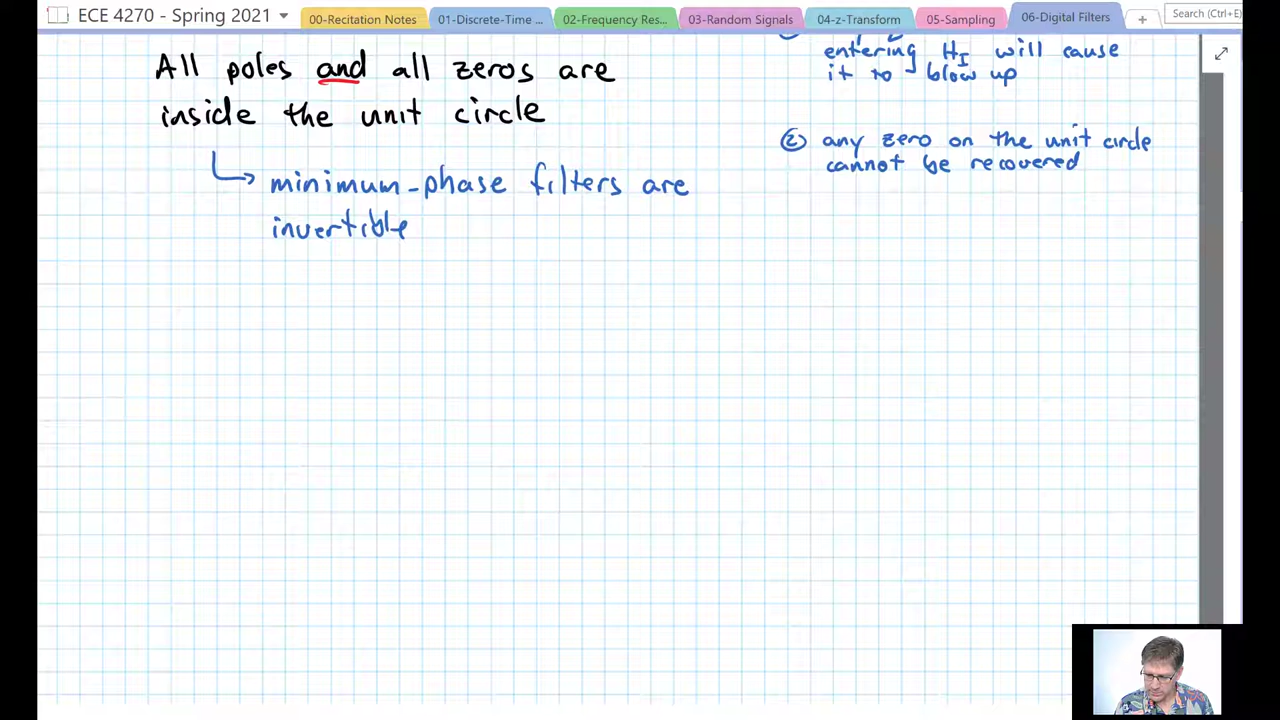 ECE 4270 - Spring 2021
00-Recitation Notes
01-Discrete-Time ...
02-Frequency Res...
03-Random Signals
04-z-Transform
05-Sampling
06-Digital Filters
Search (Ctrl+E)
All poles and all zeros are
inside the unit circle
minimum-phase filters are
invertible
entering H_I will cause
it to blow up
② any zero on the unit circle
cannot be recovered